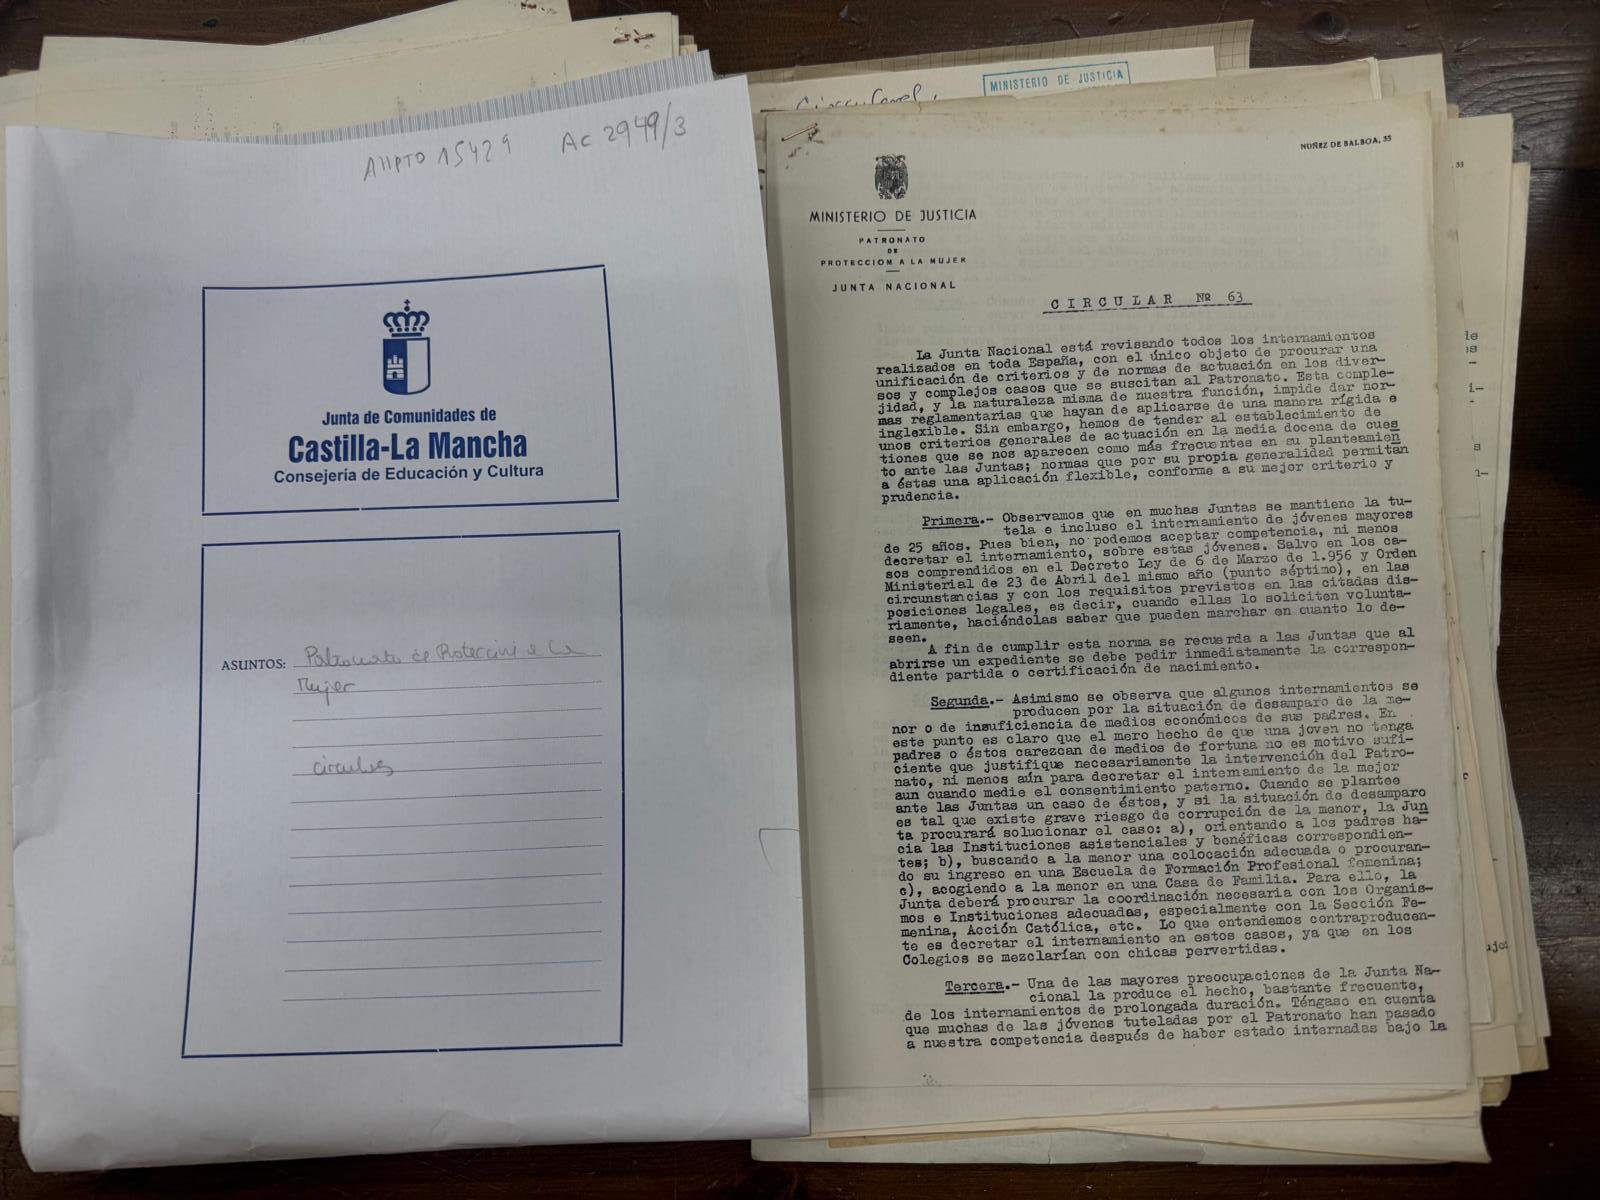 AHPTO 15429 AC 2949/3
Junta de Comunidades de
Castilla-La Mancha
Consejería de Educación y Cultura
ASUNTOS: Patronato de Protección a la
Mujer
circulares
MINISTERIO DE JUSTICIA
NUÑEZ DE BALBOA, 33
33
MINISTERIO DE JUSTICIA
PATRONATO
DE
PROTECCION A LA MUJER
JUNTA NACIONAL
CIRCULAR Nº 63
La Junta Nacional está revisando todos los internamientos
realizados en toda España, con el único objeto de procurar una
unificación de criterios y de normas de actuación en los diver-
sos y complejos casos que se suscitan al Patronato. Esta comple-
jidad, y la naturaleza misma de nuestra función, impide dar nor-
mas reglamentarias que hayan de aplicarse de una manera rígida e
inglexible. Sin embargo, hemos de tender al establecimiento de
unos criterios generales de actuación en la media docena de cues
tiones que se nos aparecen como más frecuentes en su planteamien
to ante las Juntas; normas que por su propia generalidad permitan
a éstas una aplicación flexible, conforme a su mejor criterio y
prudencia.
Primera.- Observamos que en muchas Juntas se mantiene la tu-
tela e incluso el internamiento de jóvenes mayores
de 25 años. Pues bien, no podemos aceptar competencia, ni menos
decretar el internamiento, sobre estas jóvenes. Salvo en los ca-
sos comprendidos en el Decreto Ley de 6 de Marzo de 1.956 y Orden
Ministerial de 23 de Abril del mismo año (punto séptimo), en las
circunstancias y con los requisitos previstos en las citadas dis-
posiciones legales, es decir, cuando ellas lo soliciten volunta-
riamente, haciéndolas saber que pueden marchar en cuanto lo de-
seen.
A fin de cumplir esta norma se recuerda a las Juntas que al
abrirse un expediente se debe pedir inmediatamente la correspon-
diente partida o certificación de nacimiento.
Segunda.- Asimismo se observa que algunos internamientos se
producen por la situación de desamparo de la me-
nor o de insuficiencia de medios económicos de sus padres. En
este punto es claro que el mero hecho de que una joven no tenga
padres o éstos carezcan de medios de fortuna no es motivo sufi-
ciente que justifique necesariamente la intervención del Patro-
nato, ni menos aún para decretar el internamiento de la mejor
aun cuando medie el consentimiento paterno. Cuando se plantee
ante las Juntas un caso de éstos, y si la situación de desamparo
es tal que existe grave riesgo de corrupción de la menor, la Jun
ta procurará solucionar el caso: a), orientando a los padres ha-
cia las Instituciones asistenciales y benéficas correspondien-
tes; b), buscando a la menor una colocación adecuada o procuran-
do su ingreso en una Escuela de Formación Profesional femenina;
c), acogiendo a la menor en una Casa de Familia. Para ello, la
Junta deberá procurar la coordinación necesaria con los Organis-
mos e Instituciones adecuadas, especialmente con la Sección Fe-
menina, Acción Católica, etc. Lo que entendemos contraproducen-
te es decretar el internamiento en estos casos, ya que en los
Colegios se mezclarían con chicas pervertidas.
Tercera.- Una de las mayores preocupaciones de la Junta Na-
cional la produce el hecho, bastante frecuente,
de los internamientos de prolongada duración. Téngase en cuenta
que muchas de las jóvenes tuteladas por el Patronato han pasado
a nuestra competencia después de haber estado internadas bajo la